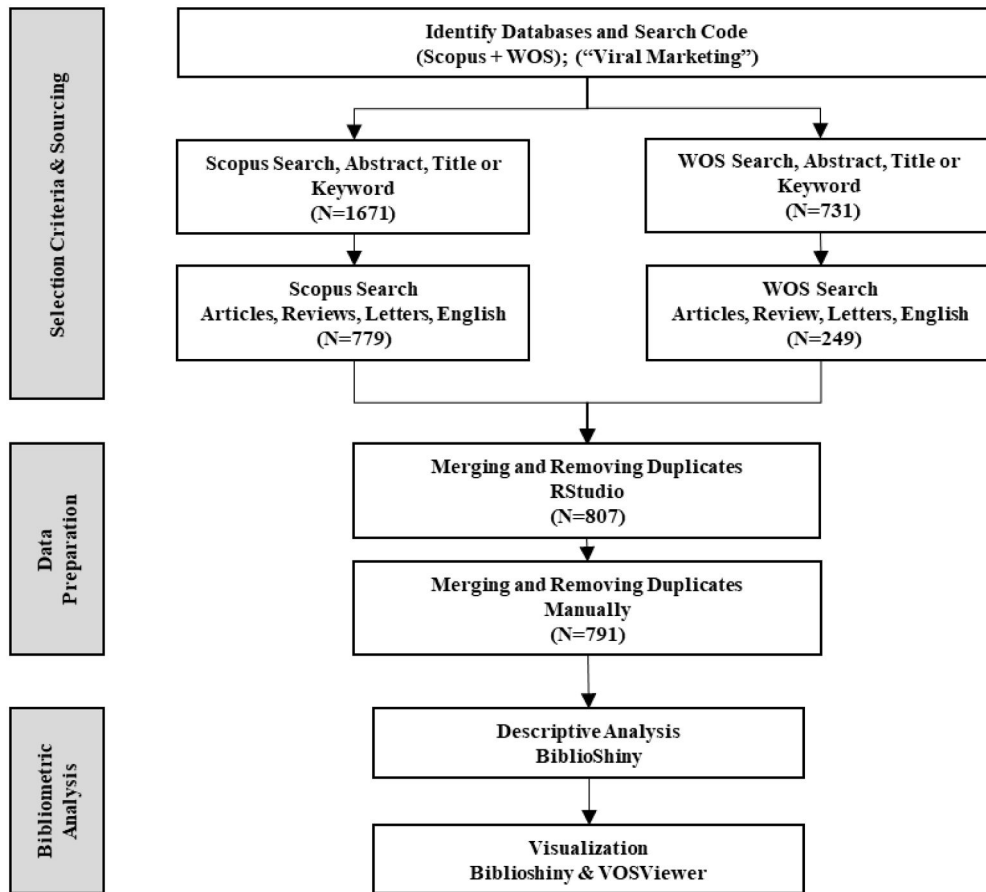 Identify Databases and Search Code
(Scopus + WOS); (“Viral Marketing”)
Selection Criteria & Sourcing
Scopus Search, Abstract, Title or
Keyword
(N=1671)
WOS Search, Abstract, Title or
Keyword
(N=731)
Scopus Search
Articles, Reviews, Letters, English
(N=779)
WOS Search
Articles, Review, Letters, English
(N=249)
Data
Preparation
Merging and Removing Duplicates
RStudio
(N=807)
Merging and Removing Duplicates
Manually
(N=791)
Bibliometric
Analysis
Descriptive Analysis
BiblioShiny
Visualization
Biblioshiny & VOSViewer